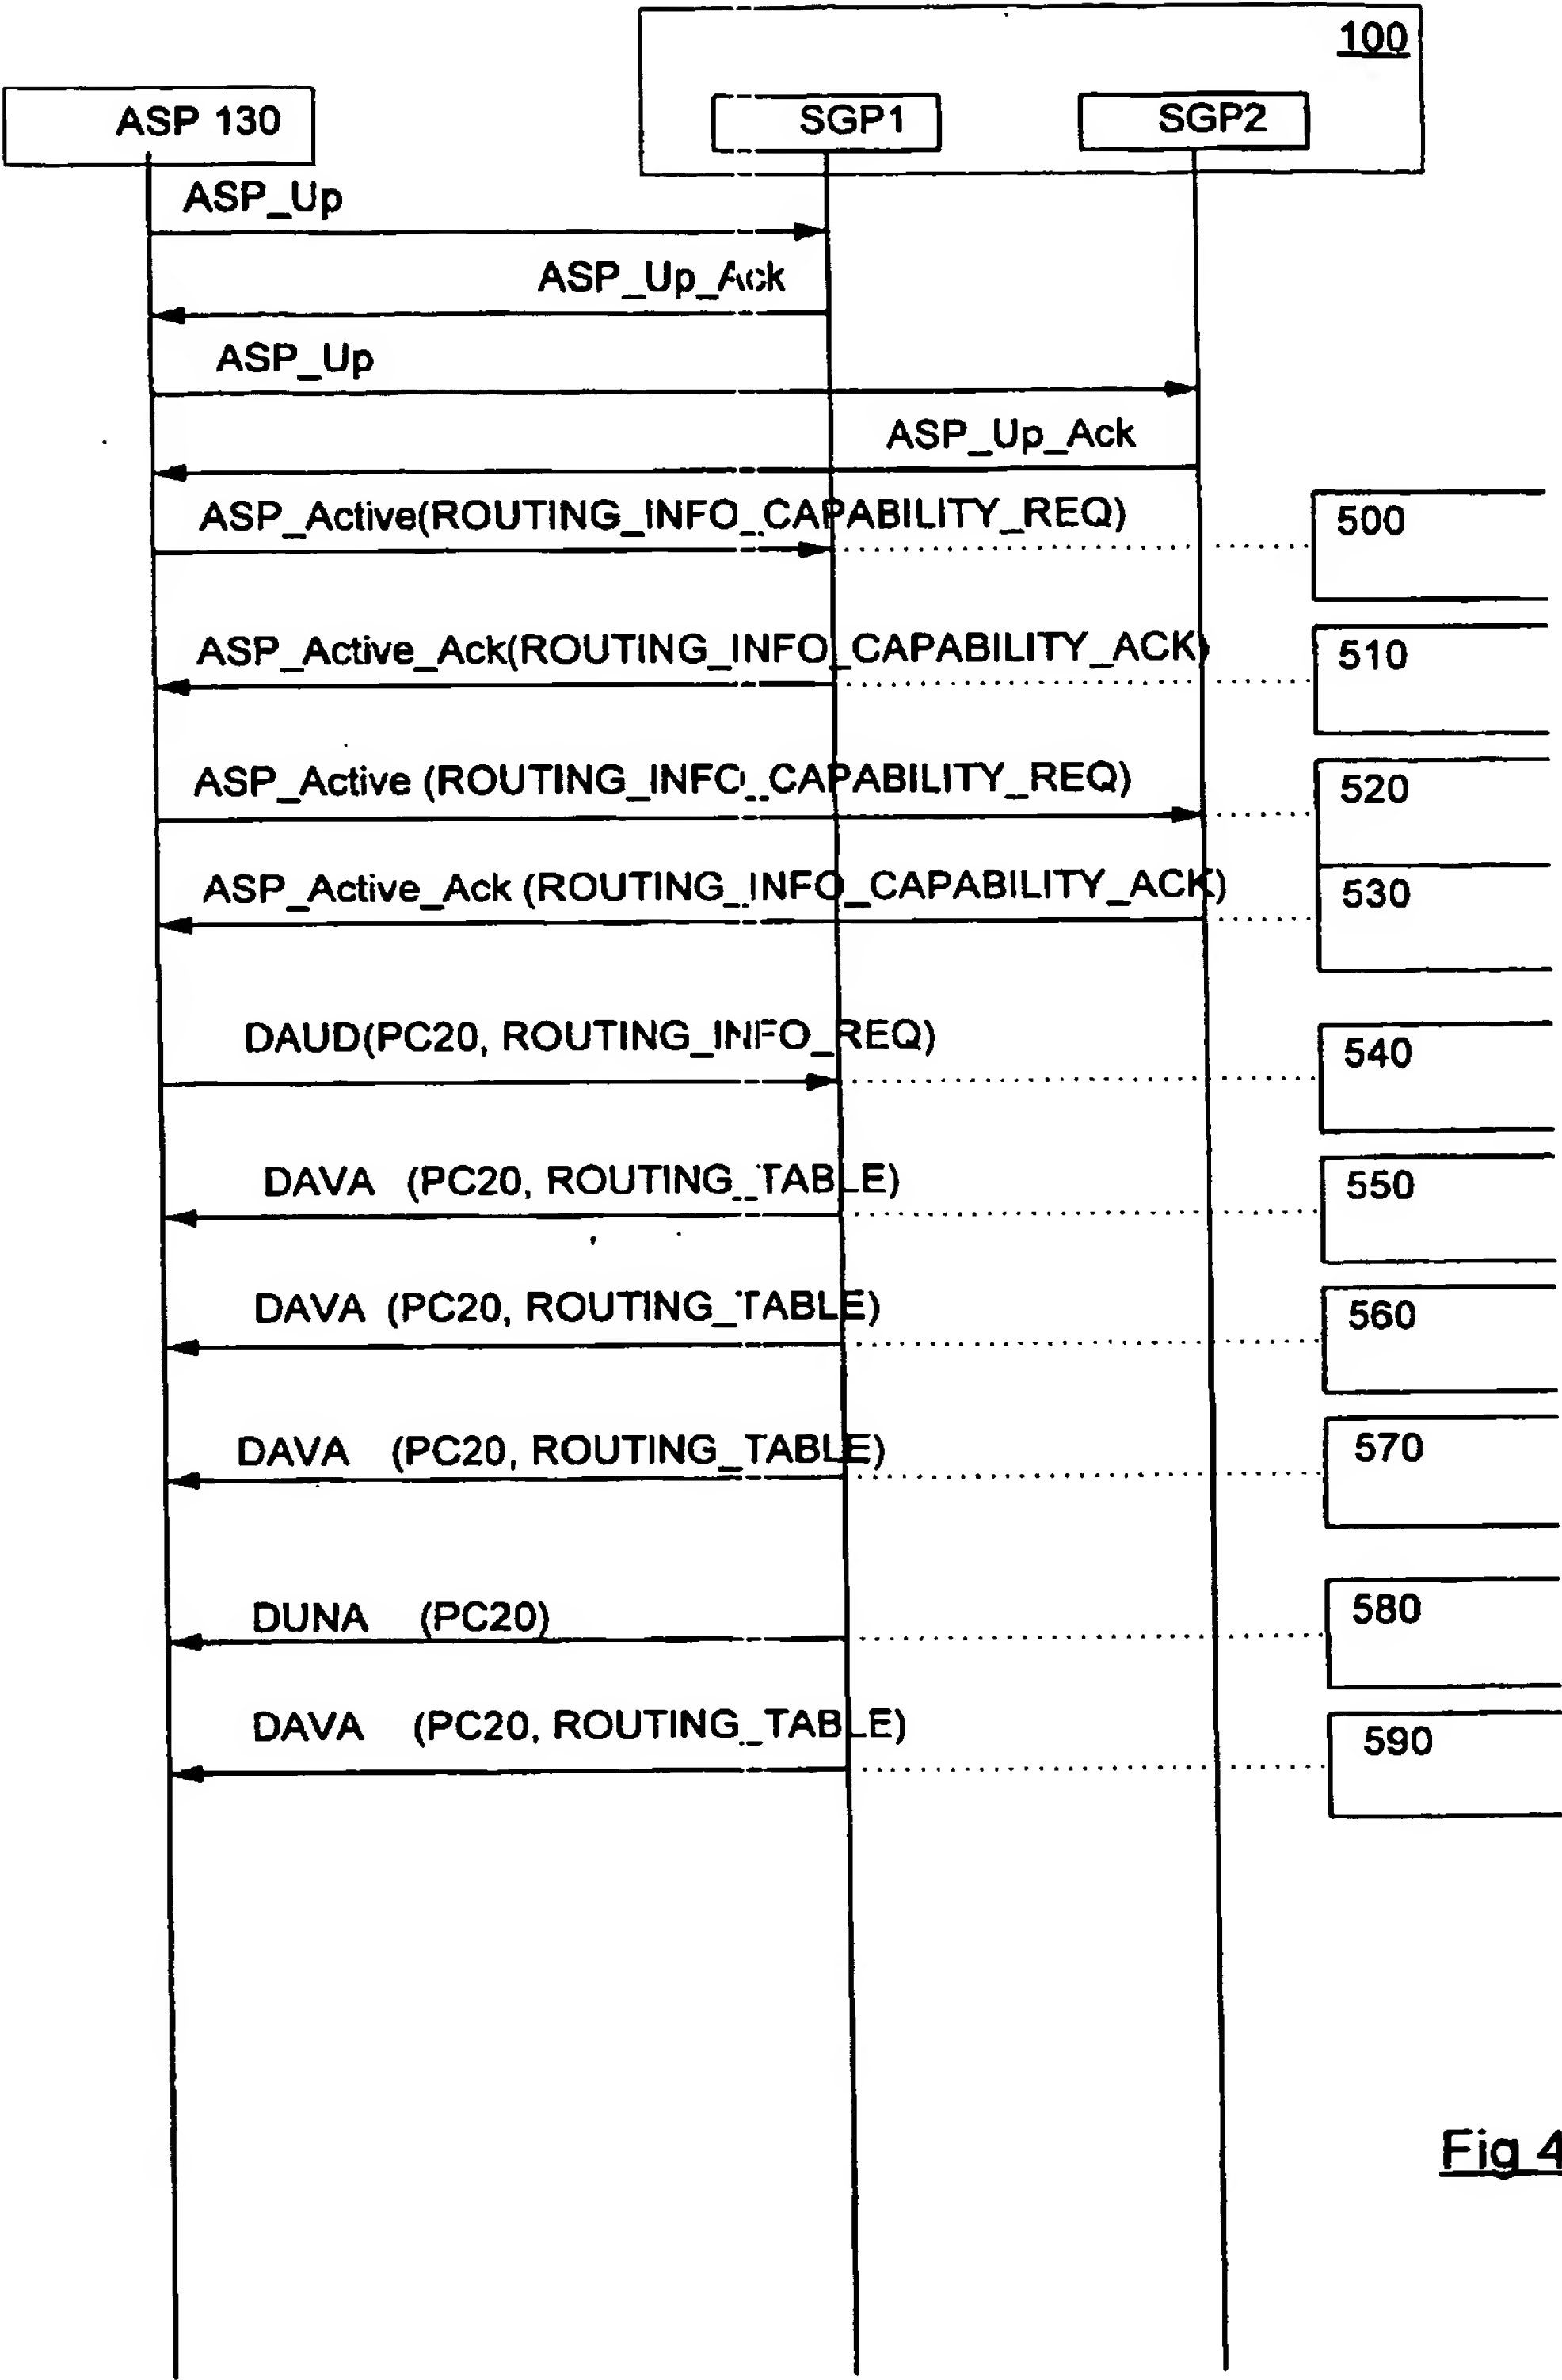 100
ASP 130
SGP1
SGP2
ASP_Up
ASP_Up_Ack
ASP_Up
ASP_Up_Ack
ASP_Active(ROUTING_INFO_CAPABILITY_REQ)
500
ASP_Active_Ack(ROUTING_INFO_CAPABILITY_ACK)
510
ASP_Active (ROUTING_INFO_CAPABILITY_REQ)
520
ASP_Active_Ack (ROUTING_INFO_CAPABILITY_ACK)
530
DAUD(PC20, ROUTING_INFO_REQ)
540
DAVA (PC20, ROUTING_TABLE)
550
DAVA (PC20, ROUTING_TABLE)
560
DAVA (PC20, ROUTING_TABLE)
570
DUNA (PC20)
580
DAVA (PC20, ROUTING_TABLE)
590
Fig 4